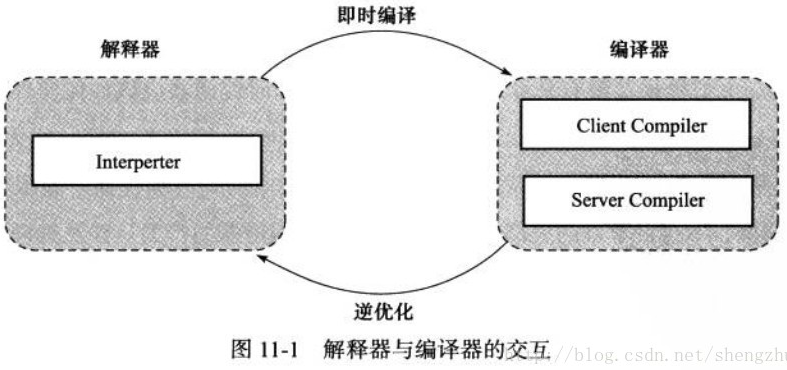 即时编译
解释器
编译器
Interperter
Client Compiler
Server Compiler
逆优化
图 11-1 解释器与编译器的交互
http://blog.csdn.net/shengzhu